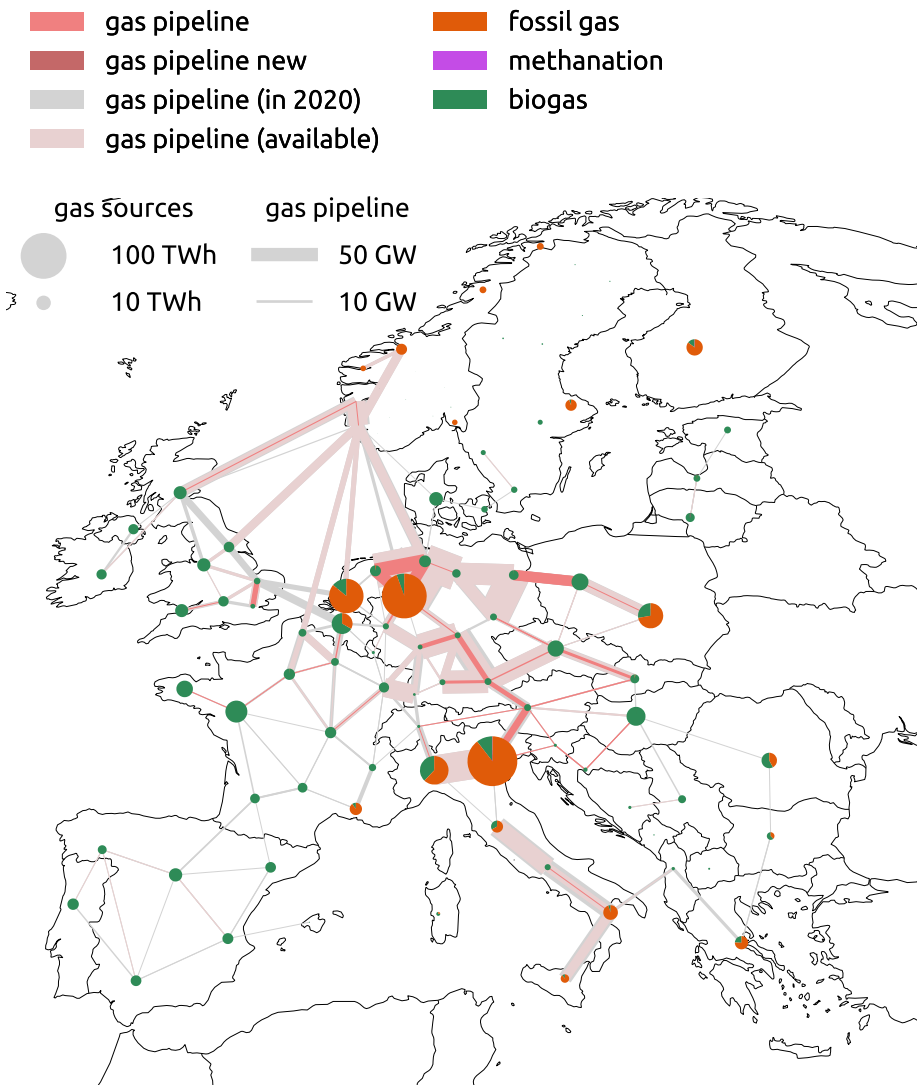 gas pipeline
gas pipeline new
gas pipeline (in 2020)
gas pipeline (available)
fossil gas
methanation
biogas
gas sources
100 TWh
10 TWh
gas pipeline
50 GW
10 GW